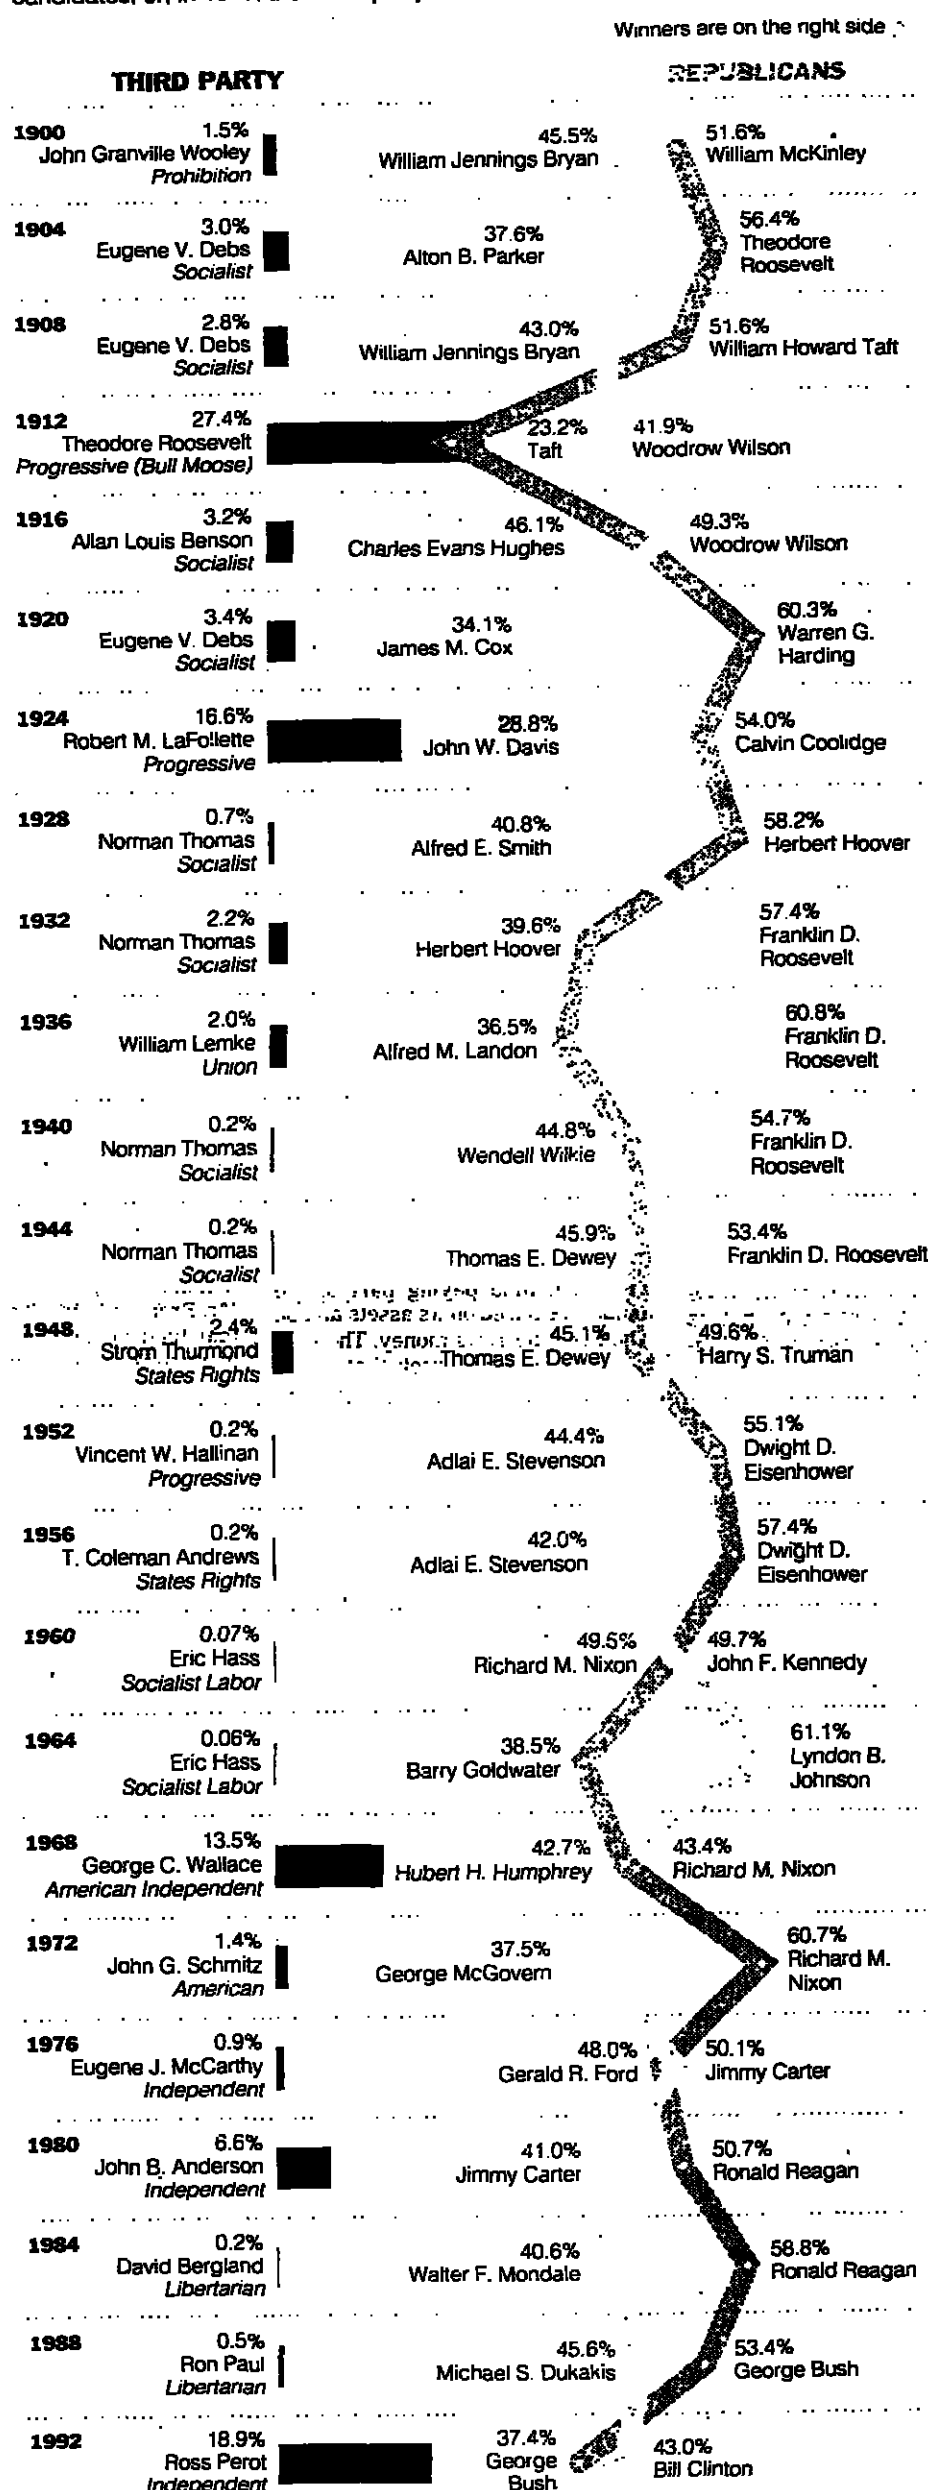 Winners are on the right side
THIRD PARTY
REPUBLICANS
1900
1.5%
John Granville Wooley
Prohibition
45.5%
William Jennings Bryan
51.6%
William McKinley
1904
3.0%
Eugene V. Debs
Socialist
37.6%
Alton B. Parker
56.4%
Theodore
Roosevelt
1908
2.8%
Eugene V. Debs
Socialist
43.0%
William Jennings Bryan
51.6%
William Howard Taft
1912
27.4%
Theodore Roosevelt
Progressive (Bull Moose)
23.2%
Taft
41.9%
Woodrow Wilson
1916
3.2%
Allan Louis Benson
Socialist
46.1%
Charles Evans Hughes
49.3%
Woodrow Wilson
1920
3.4%
Eugene V. Debs
Socialist
34.1%
James M. Cox
60.3%
Warren G.
Harding
1924
16.6%
Robert M. LaFollette
Progressive
28.8%
John W. Davis
54.0%
Calvin Coolidge
1928
0.7%
Norman Thomas
Socialist
40.8%
Alfred E. Smith
58.2%
Herbert Hoover
1932
2.2%
Norman Thomas
Socialist
39.6%
Herbert Hoover
57.4%
Franklin D.
Roosevelt
1936
2.0%
William Lemke
Union
36.5%
Alfred M. Landon
60.8%
Franklin D.
Roosevelt
1940
0.2%
Norman Thomas
Socialist
44.8%
Wendell Wilkie
54.7%
Franklin D.
Roosevelt
1944
0.2%
Norman Thomas
Socialist
45.9%
Thomas E. Dewey
53.4%
Franklin D. Roosevelt
1948
2.4%
Strom Thurmond
States Rights
45.1%
Thomas E. Dewey
49.6%
Harry S. Truman
1952
0.2%
Vincent W. Hallinan
Progressive
44.4%
Adlai E. Stevenson
55.1%
Dwight D.
Eisenhower
1956
0.2%
T. Coleman Andrews
States Rights
42.0%
Adlai E. Stevenson
57.4%
Dwight D.
Eisenhower
1960
0.07%
Eric Hass
Socialist Labor
49.5%
Richard M. Nixon
49.7%
John F. Kennedy
1964
0.06%
Eric Hass
Socialist Labor
38.5%
Barry Goldwater
61.1%
Lyndon B.
Johnson
1968
13.5%
George C. Wallace
American Independent
42.7%
Hubert H. Humphrey
43.4%
Richard M. Nixon
1972
1.4%
John G. Schmitz
American
37.5%
George McGovern
60.7%
Richard M.
Nixon
1976
0.9%
Eugene J. McCarthy
Independent
48.0%
Gerald R. Ford
50.1%
Jimmy Carter
1980
6.6%
John B. Anderson
Independent
41.0%
Jimmy Carter
50.7%
Ronald Reagan
1984
0.2%
David Bergland
Libertarian
40.6%
Walter F. Mondale
58.8%
Ronald Reagan
1988
0.5%
Ron Paul
Libertarian
45.6%
Michael S. Dukakis
53.4%
George Bush
1992
18.9%
Ross Perot
Independent
37.4%
George
Bush
43.0%
Bill Clinton